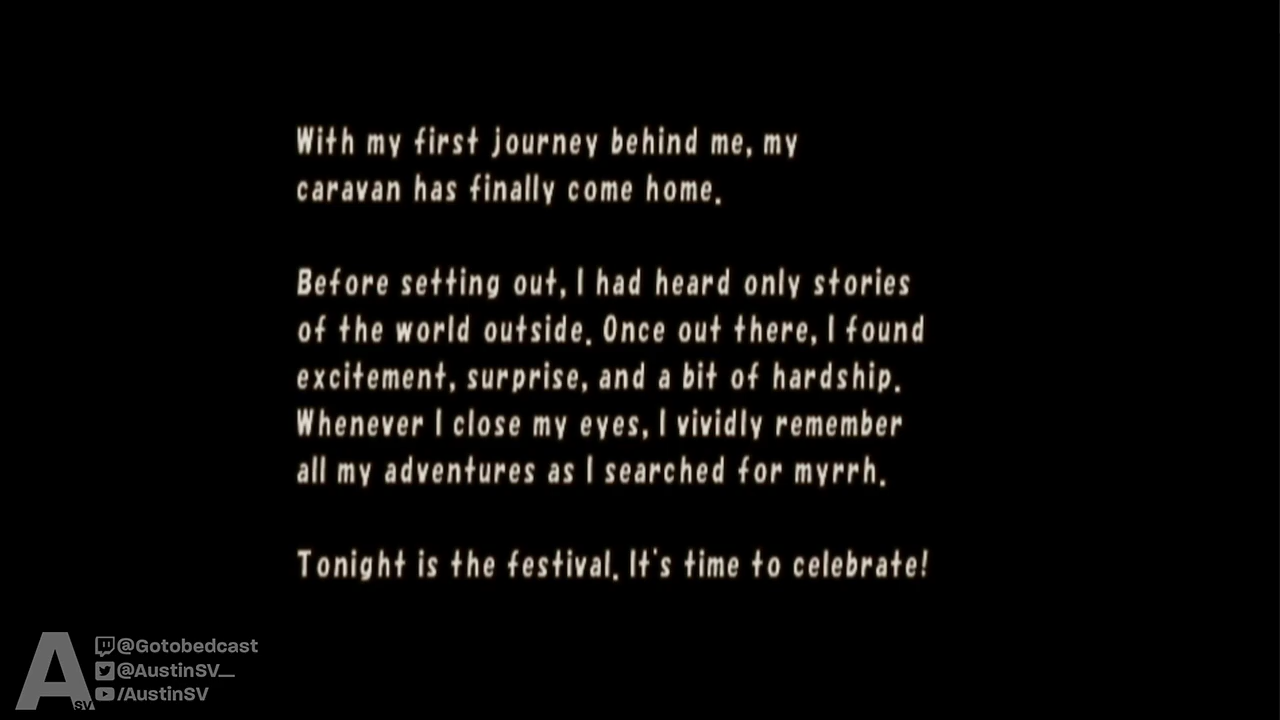 With my first journey behind me, my
caravan has finally come home.
Before setting out, I had heard only stories
of the world outside. Once out there, I found
excitement, surprise, and a bit of hardship.
Whenever I close my eyes, I vividly remember
all my adventures as I searched for myrrh.
Tonight is the festival. It's time to celebrate!
A SV
@Gotobedcast
@AustinSV__
/AustinSV